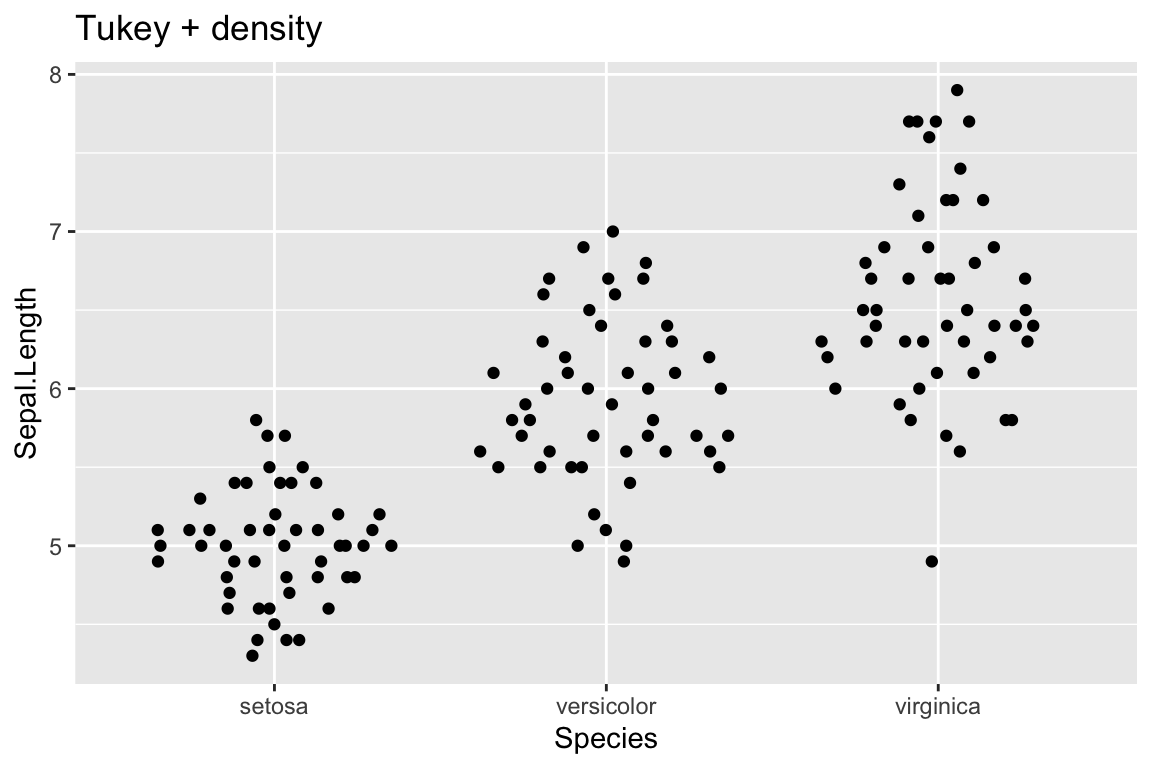 Tukey + density
8
7
6
5
Sepal.Length
setosa versicolor virginica
Species